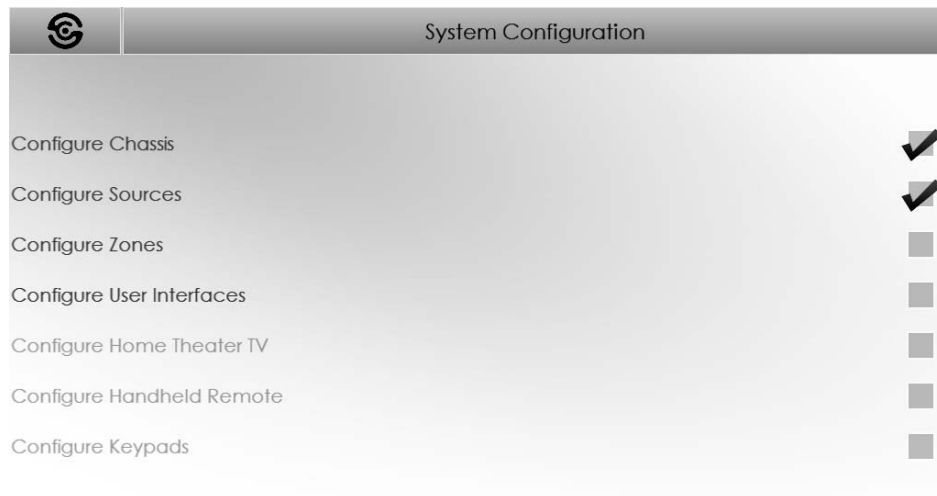 System Configuration
Configure Chassis
Configure Sources
Configure Zones
Configure User Interfaces
Configure Home Theater TV
Configure Handheld Remote
Configure Keypads